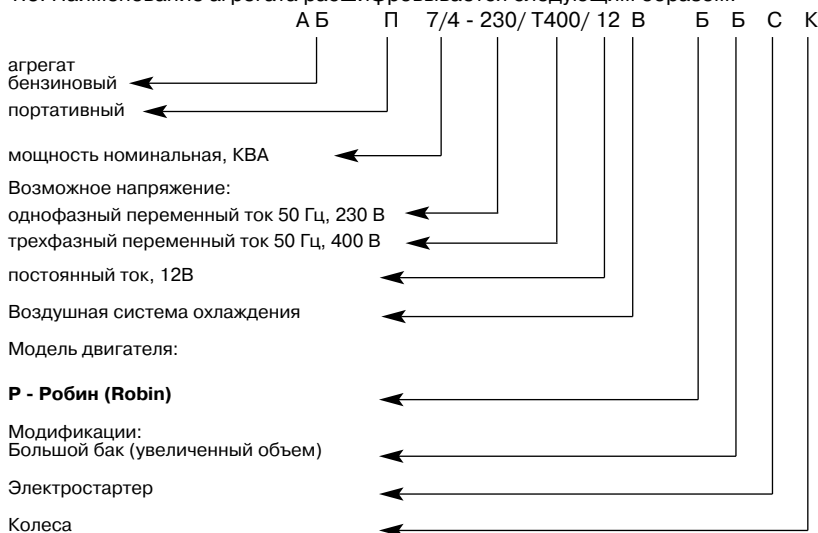 А Б П 7/4 - 230/ Т400/ 12 В Б Б С К
агрегат
бензиновый
портативный
мощность номинальная, КВА
Возможное напряжение:
однофазный переменный ток 50 Гц, 230 В
трехфазный переменный ток 50 Гц, 400 В
постоянный ток, 12В
Воздушная система охлаждения
Модель двигателя:
Р - Робин (Robin)
Модификации:
Большой бак (увеличенный объем)
Электростартер
Колеса